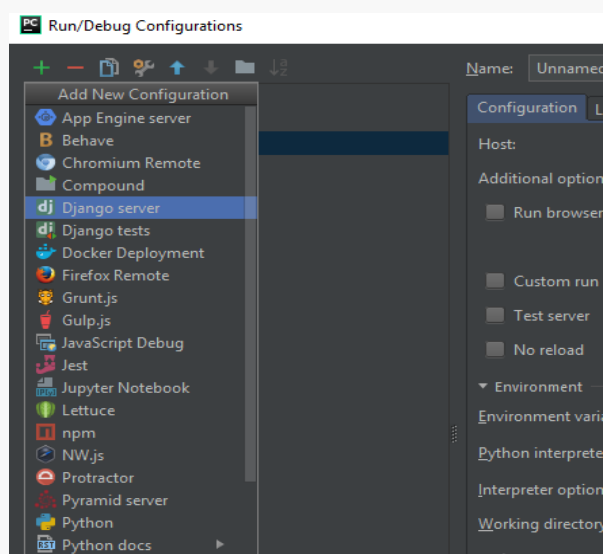 PC Run/Debug Configurations
Add New Configuration
App Engine server
Behave
Chromium Remote
Compound
Django server
Django tests
Docker Deployment
Firefox Remote
Grunt.js
Gulp.js
JavaScript Debug
Jest
Jupyter Notebook
Lettuce
npm
NW.js
Protractor
Pyramid server
Python
Python docs
Name: Unnamed
Configuration L
Host:
Additional option
Run browser
Custom run
Test server
No reload
Environment
Environment varia
Python interprete
Interpreter option
Working directory